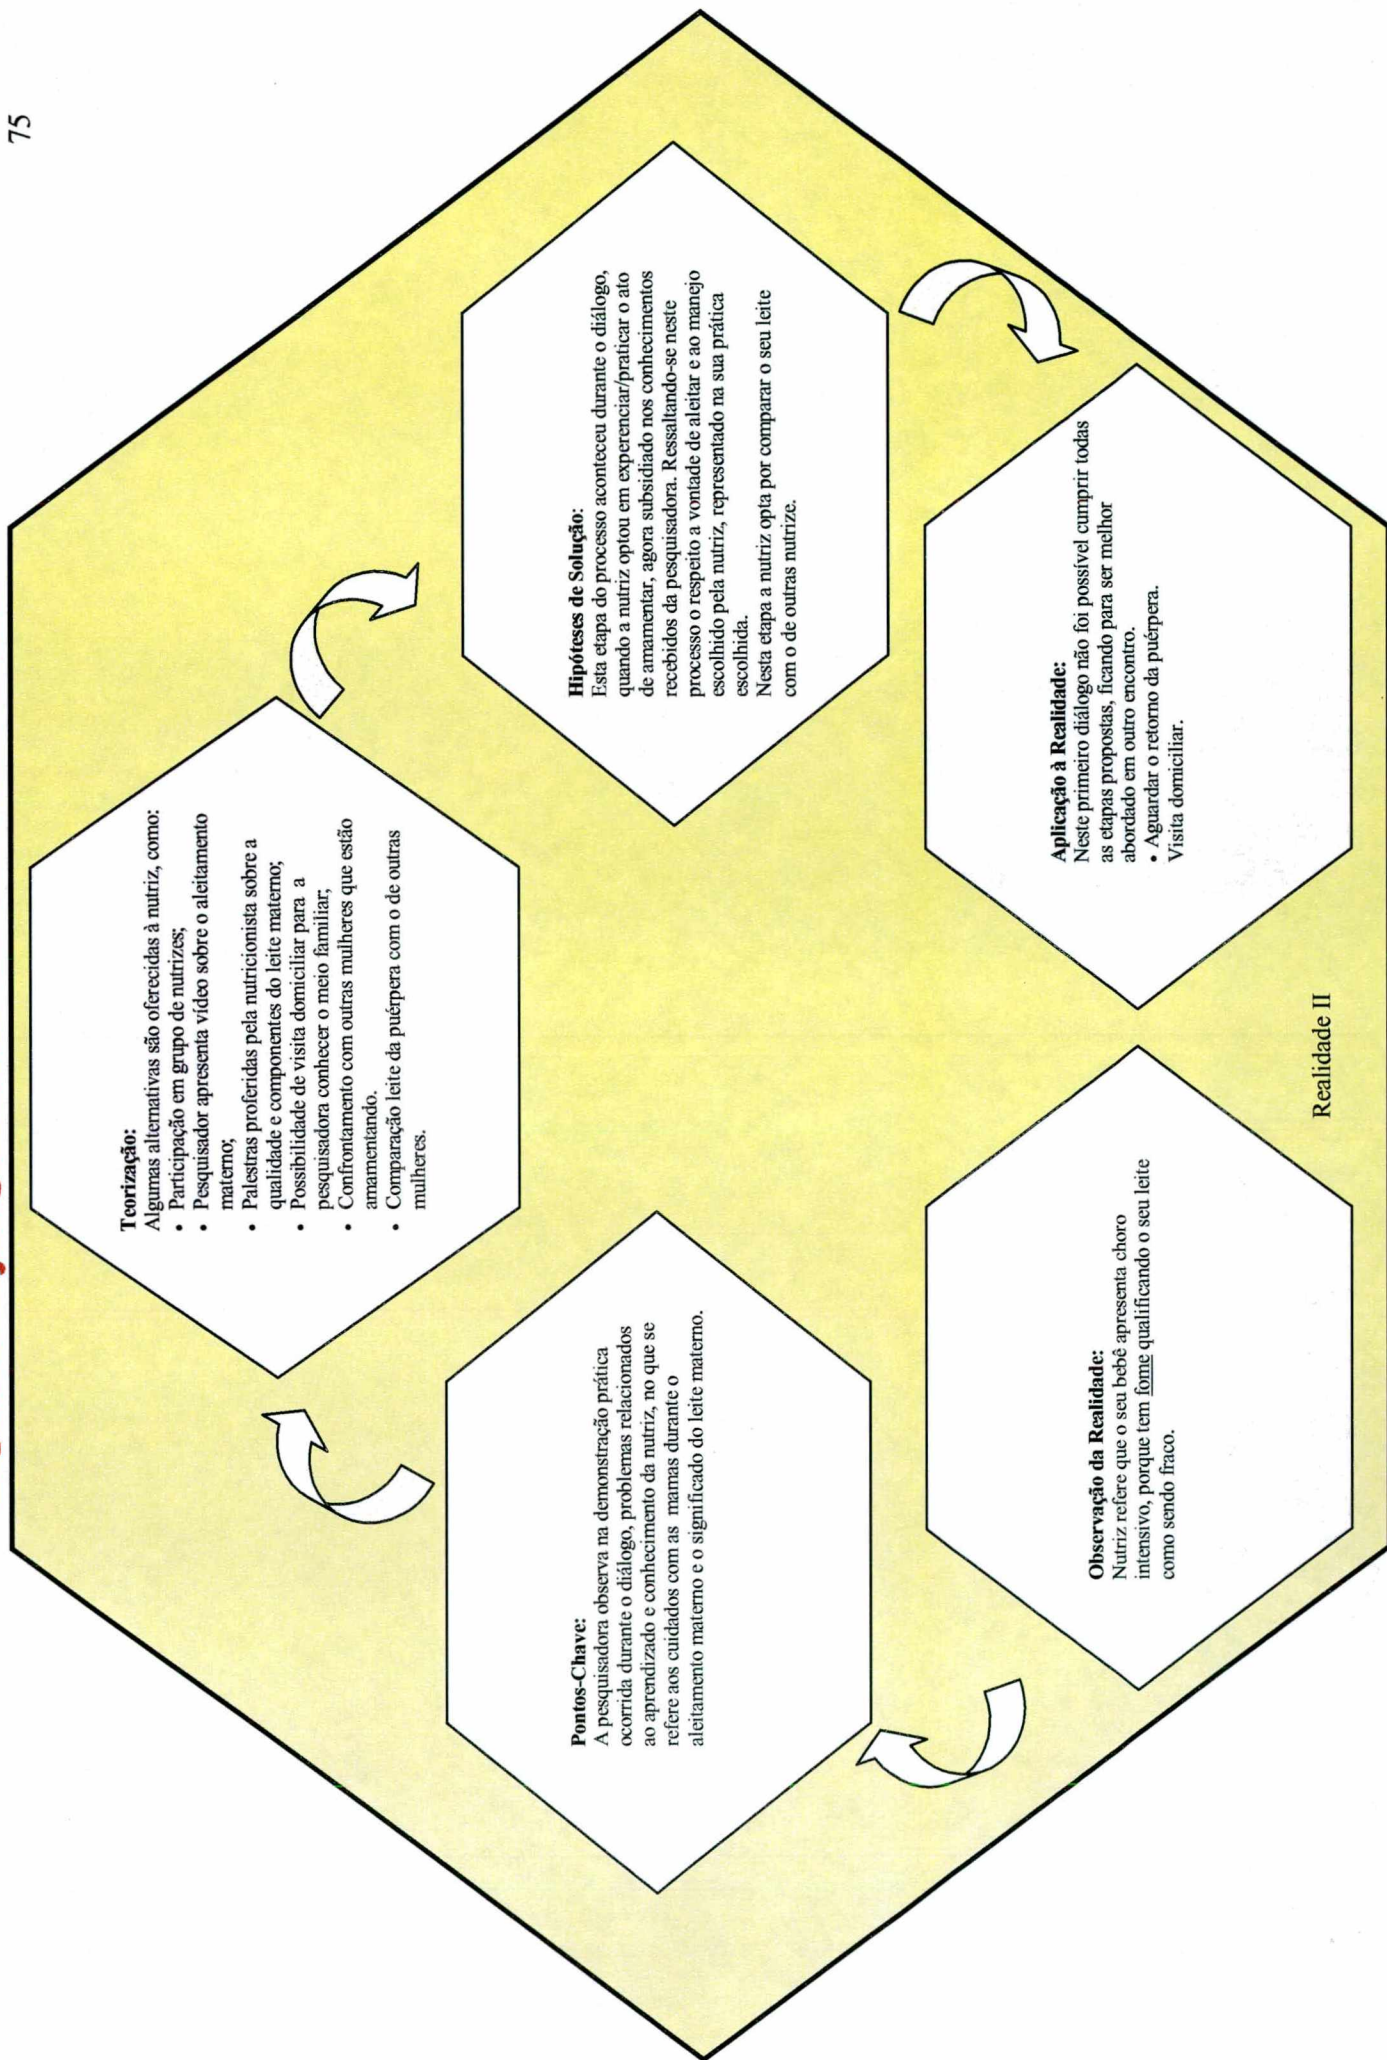 75
Teorização:
Algumas alternativas são oferecidas à nutriz, como:
• Participação em grupo de nutrizes;
• Pesquisador apresenta vídeo sobre o aleitamento
materno;
• Palestras proferidas pela nutricionista sobre a
qualidade e componentes do leite materno;
• Possibilidade de visita domiciliar para a
pesquisadora conhecer o meio familiar;
• Confrontamento com outras mulheres que estão
amamentando.
• Comparação leite da puérpera com o de outras
mulheres.
Pontos-Chave:
A pesquisadora observa na demonstração prática
ocorrida durante o diálogo, problemas relacionados
ao aprendizado e conhecimento da nutriz, no que se
refere aos cuidados com as mamas durante o
aleitamento materno e o significado do leite materno.
Hipóteses de Solução:
Esta etapa do processo aconteceu durante o diálogo,
quando a nutriz optou em experenciar/praticar o ato
de amamentar, agora subsidiado nos conhecimentos
recebidos da pesquisadora. Ressaltando-se neste
processo o respeito a vontade de aleitar e ao manejo
escolhido pela nutriz, representado na sua prática
escolhida.
Nesta etapa a nutriz opta por comparar o seu leite
com o de outras nutrize.
Observação da Realidade:
Nutriz refere que o seu bebê apresenta choro
intensivo, porque tem fome qualificando o seu leite
como sendo fraco.
Aplicação à Realidade:
Neste primeiro diálogo não foi possível cumprir todas
as etapas propostas, ficando para ser melhor
abordado em outro encontro.
• Aguardar o retorno da puérpera.
Visita domiciliar.
Realidade II